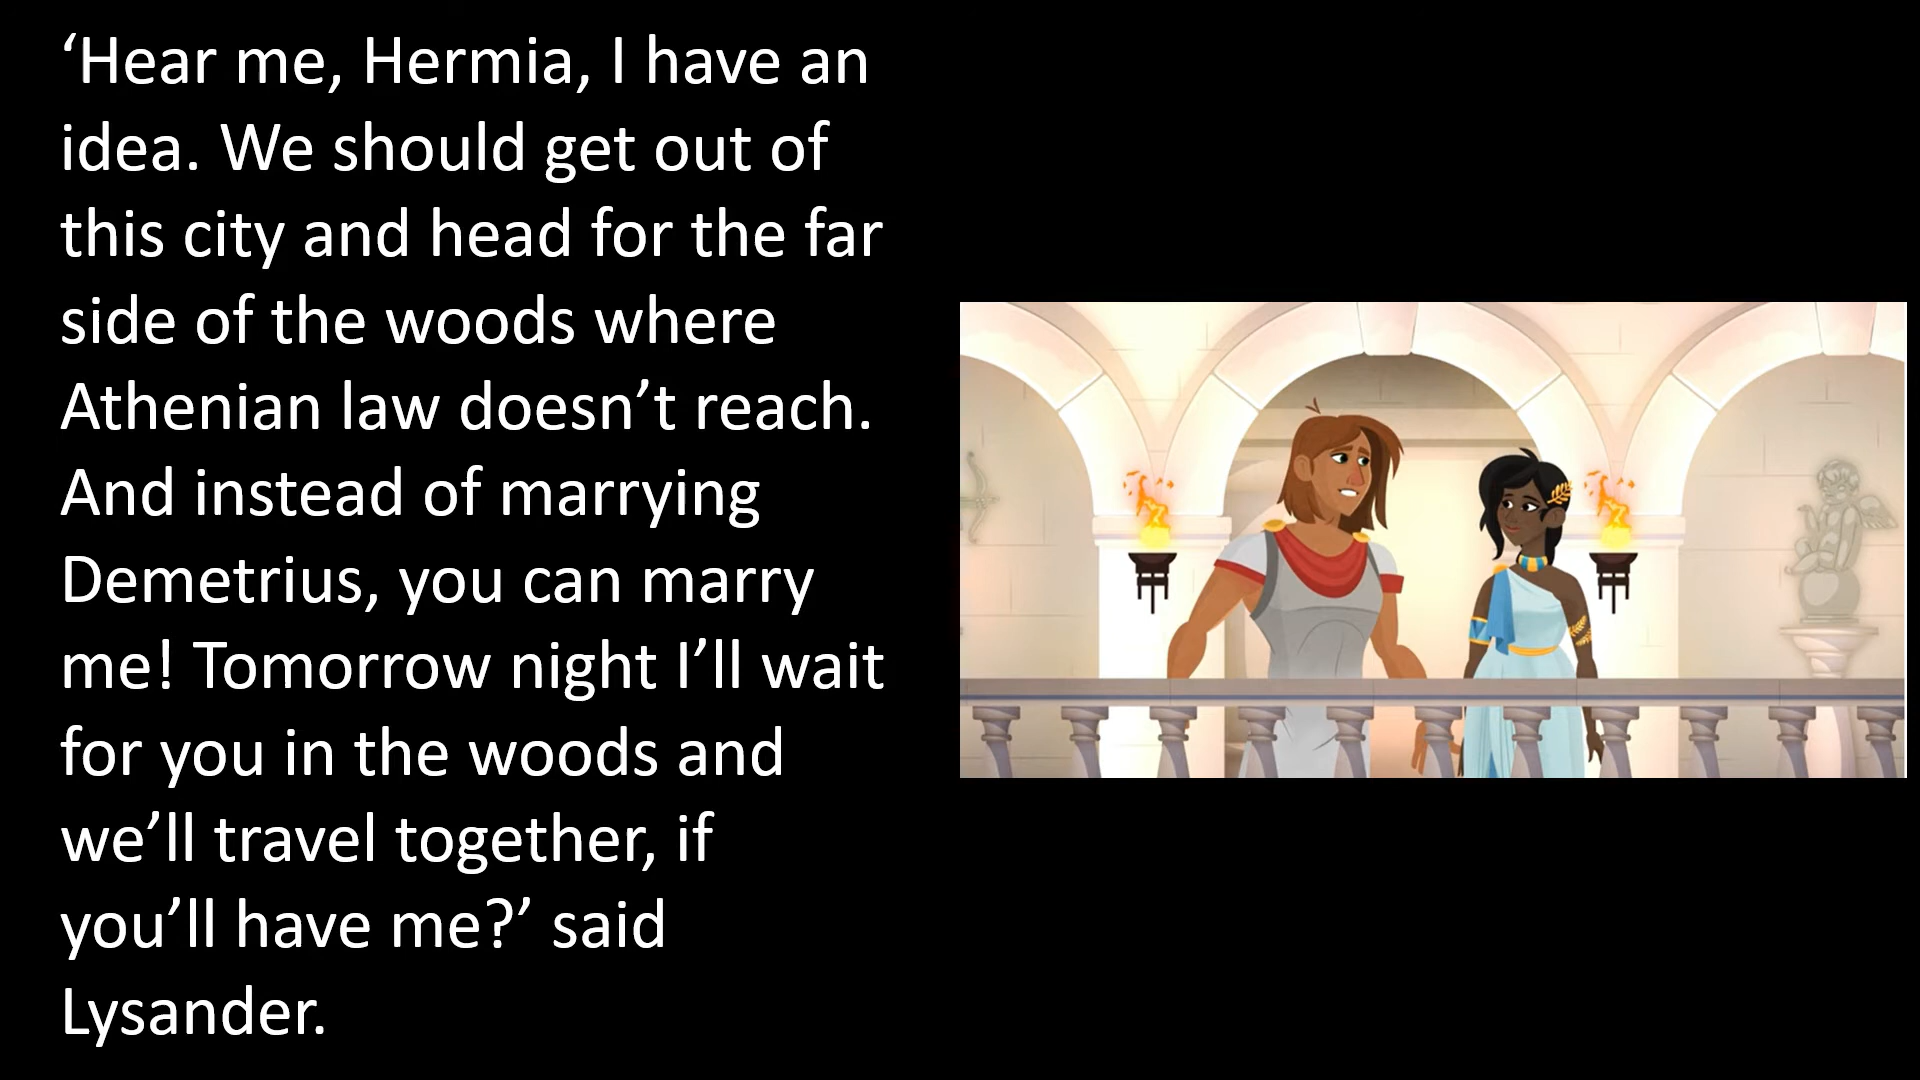 ‘Hear me, Hermia, I have an
idea. We should get out of
this city and head for the far
side of the woods where
Athenian law doesn’t reach.
And instead of marrying
Demetrius, you can marry
me! Tomorrow night I’ll wait
for you in the woods and
we’ll travel together, if
you’ll have me?’ said
Lysander.